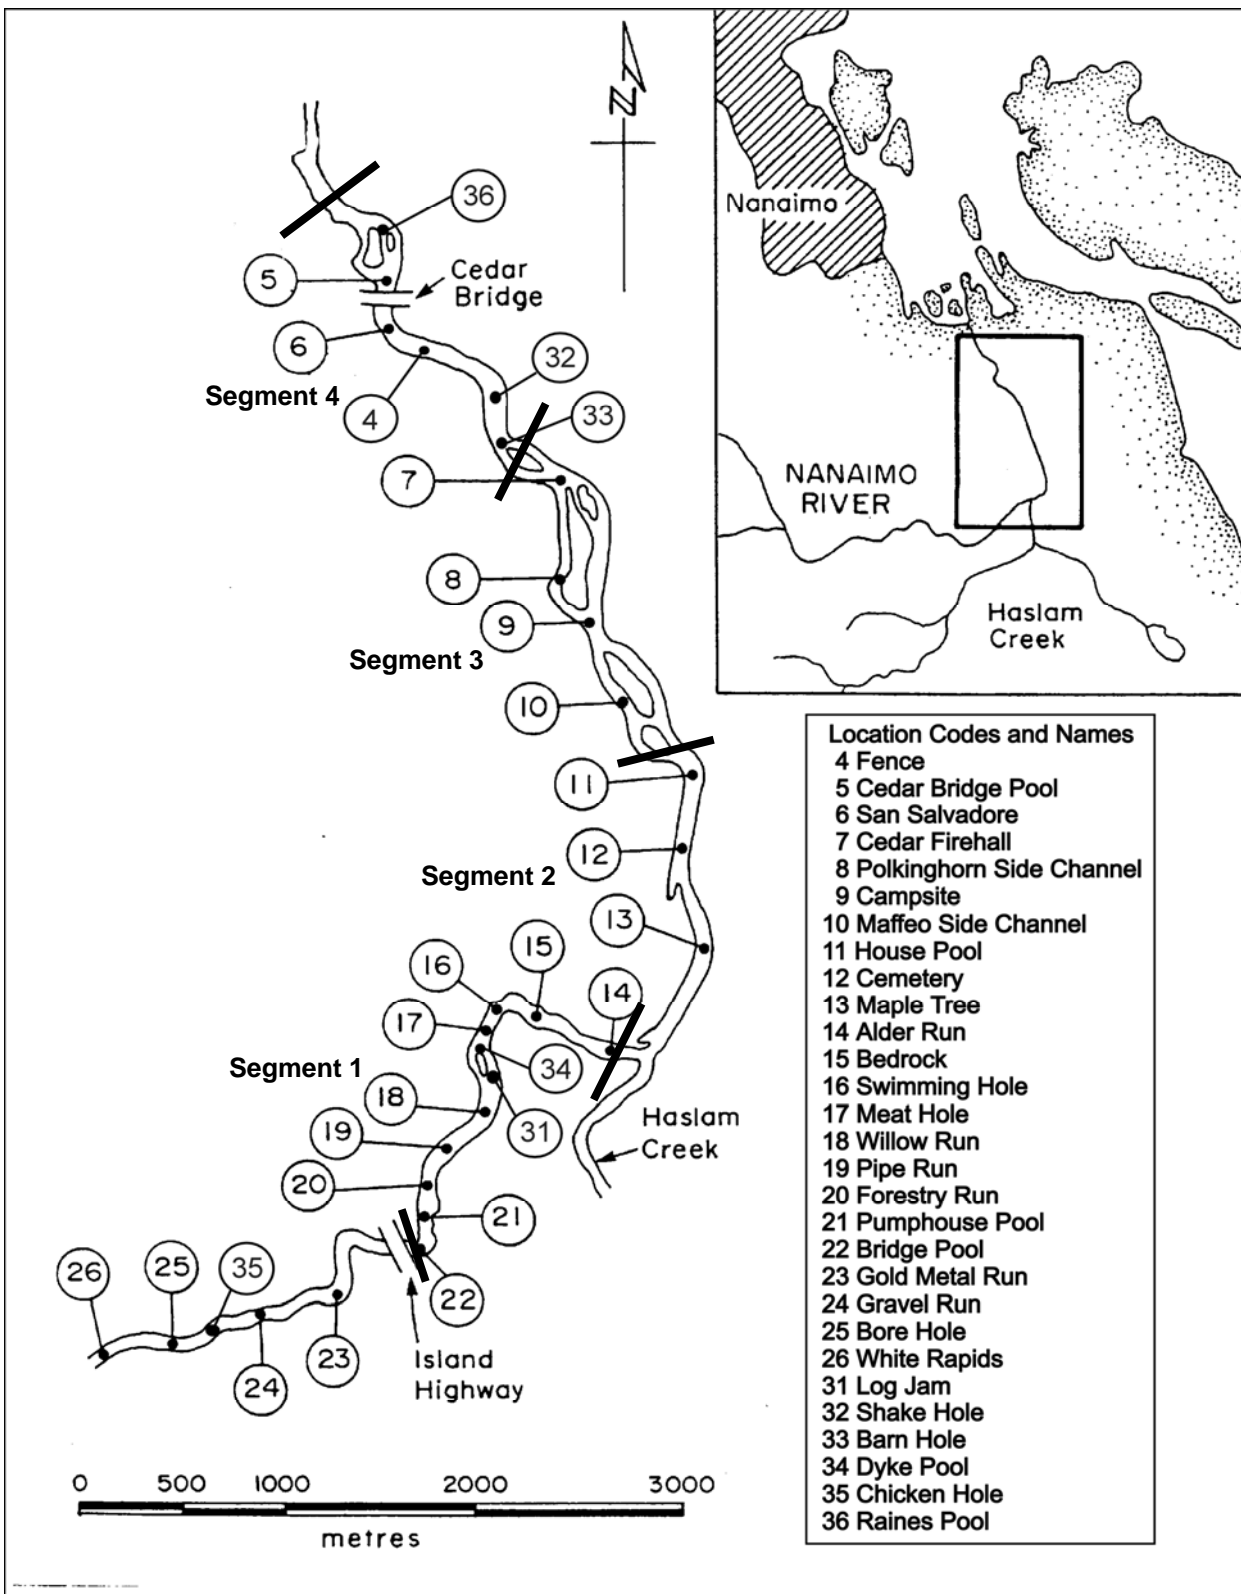 N
36
5
Cedar
Bridge
6
32
Segment 4
4
33
7
8
9
Segment 3
10
11
12
Segment 2
13
15
16
14
17
Segment 1
34
18
31
Haslam
Creek
19
20
21
26
25
35
22
24
23
Island
Highway
0
500
1000
2000
3000
metres
Nanaimo
NANAIMO
RIVER
Haslam
Creek
Location Codes and Names
4 Fence
5 Cedar Bridge Pool
6 San Salvadore
7 Cedar Firehall
8 Polkinghorn Side Channel
9 Campsite
10 Maffeo Side Channel
11 House Pool
12 Cemetery
13 Maple Tree
14 Alder Run
15 Bedrock
16 Swimming Hole
17 Meat Hole
18 Willow Run
19 Pipe Run
20 Forestry Run
21 Pumphouse Pool
22 Bridge Pool
23 Gold Metal Run
24 Gravel Run
25 Bore Hole
26 White Rapids
31 Log Jam
32 Shake Hole
33 Barn Hole
34 Dyke Pool
35 Chicken Hole
36 Raines Pool